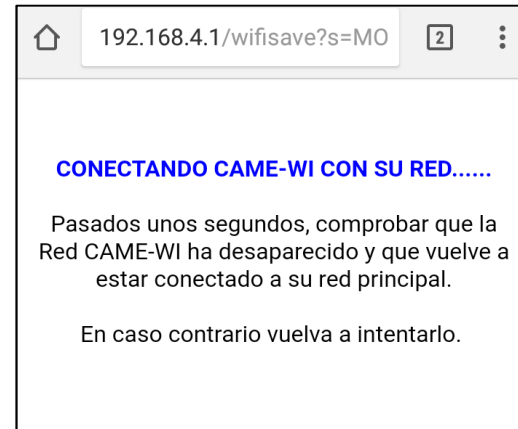 192.168.4.1/wifisave?s=MO
2
CONECTANDO CAME-WI CON SU RED......
Pasados unos segundos, comprobar que la
Red CAME-WI ha desaparecido y que vuelve a
estar conectado a su red principal.
En caso contrario vuelva a intentarlo.